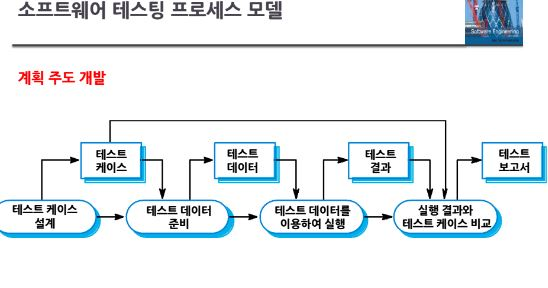 소프트웨어 테스팅 프로세스 모델
Software Engineering
계획 주도 개발
테스트
케이스
테스트
데이터
테스트
결과
테스트
보고서
테스트 케이스
설계
테스트 데이터
준비
테스트 데이터를
이용하여 실행
실행 결과와
테스트 케이스 비교